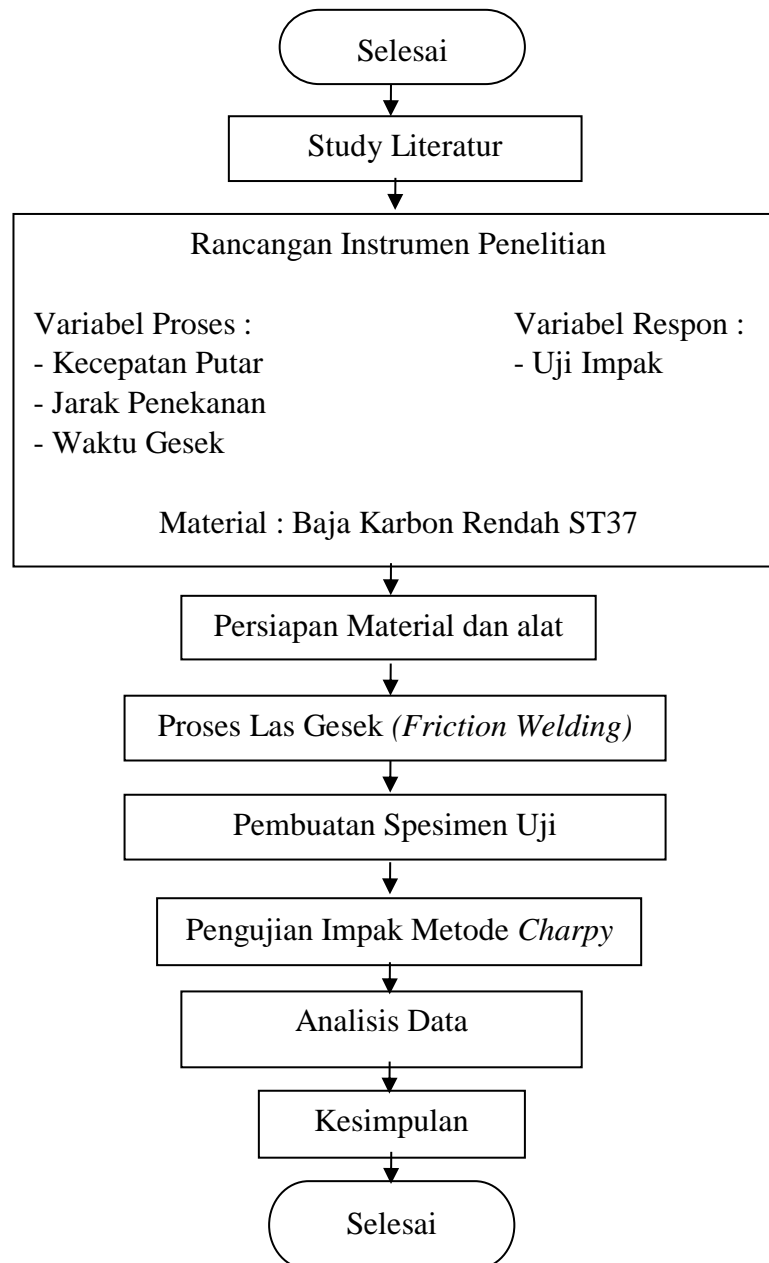 Selesai
Study Literatur
Rancangan Instrumen Penelitian
Variabel Proses :
- Kecepatan Putar
- Jarak Penekanan
- Waktu Gesek
Variabel Respon :
- Uji Impak
Material : Baja Karbon Rendah ST37
Persiapan Material dan alat
Proses Las Gesek (Friction Welding)
Pembuatan Spesimen Uji
Pengujian Impak Metode Charpy
Analisis Data
Kesimpulan
Selesai